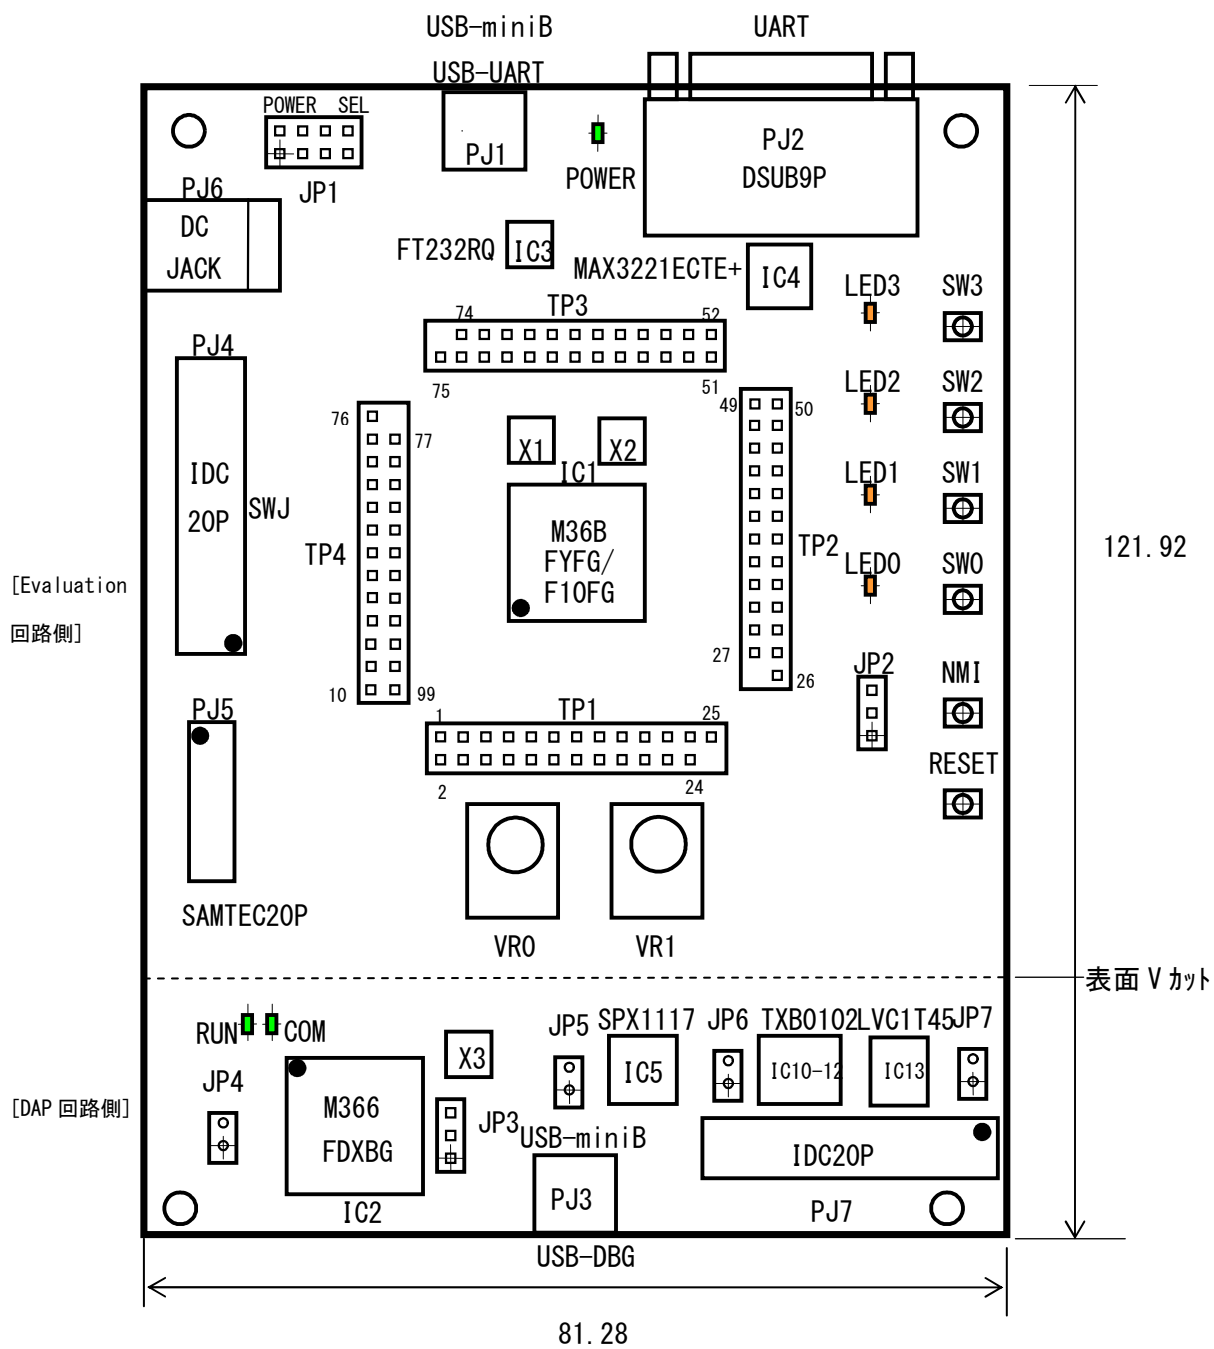 USB-miniB
UART
USB-UART
POWER SEL
PJ1
PJ2
DSUB9P
POWER
PJ6
JP1
DC
JACK
FT232RQ
IC3
MAX3221ECTE+
IC4
LED3
SW3
TP3
74
52
PJ4
75
51
LED2
SW2
49
50
76
77
X1
X2
IC1
IDC
20P
SWJ
LED1
SW1
M36B
FYFG/
F10FG
TP4
TP2
121.92
LED0
SW0
[Evaluation
回路側]
27
26
JP2
NMI
10
99
PJ5
1
TP1
25
RESET
2
24
SAMTEC20P
VR0
VR1
表面 V カット
RUN
COM
X3
JP5
SPX1117
JP6
TXB0102
LVC1T45
JP7
IC5
IC10-12
IC13
JP4
[DAP 回路側]
M366
FDXBG
JP3
USB-miniB
IDC20P
PJ3
IC2
PJ7
USB-DBG
81.28